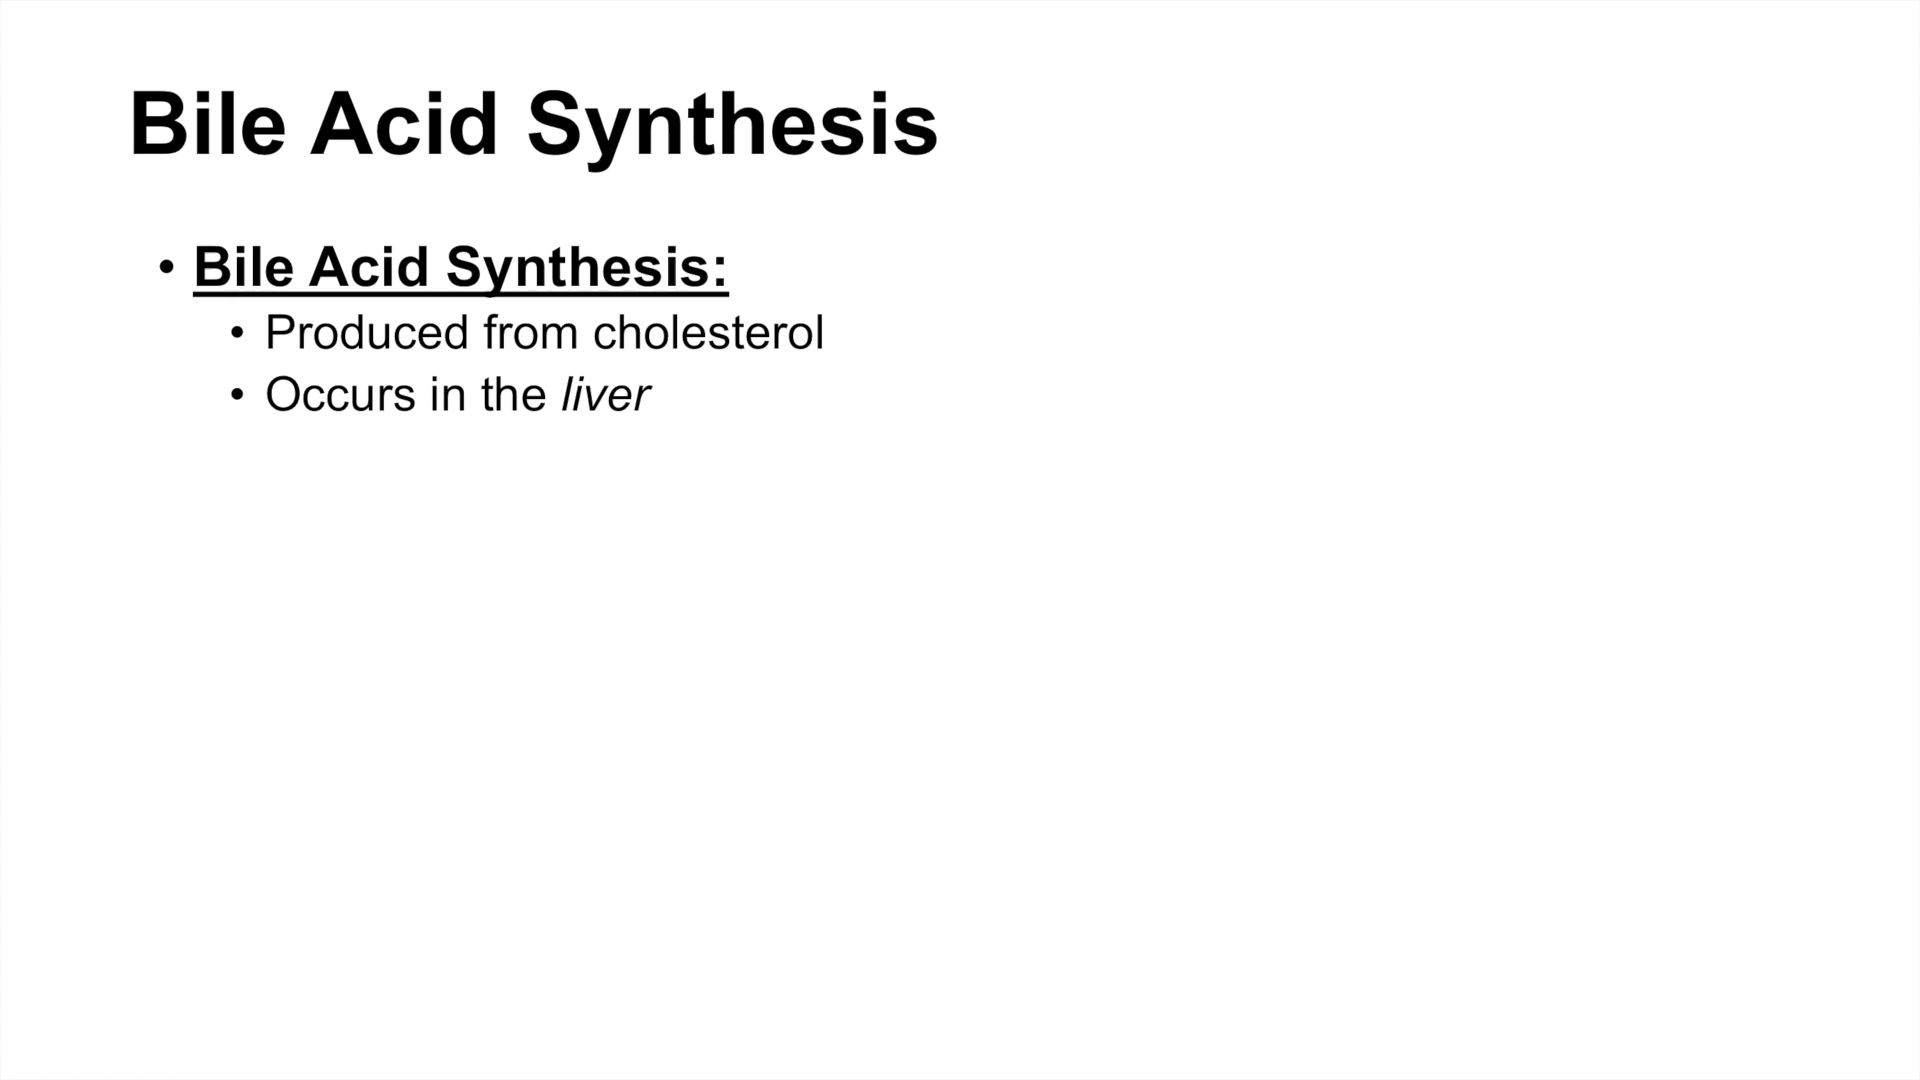 Bile Acid Synthesis
• Bile Acid Synthesis:
• Produced from cholesterol
• Occurs in the liver